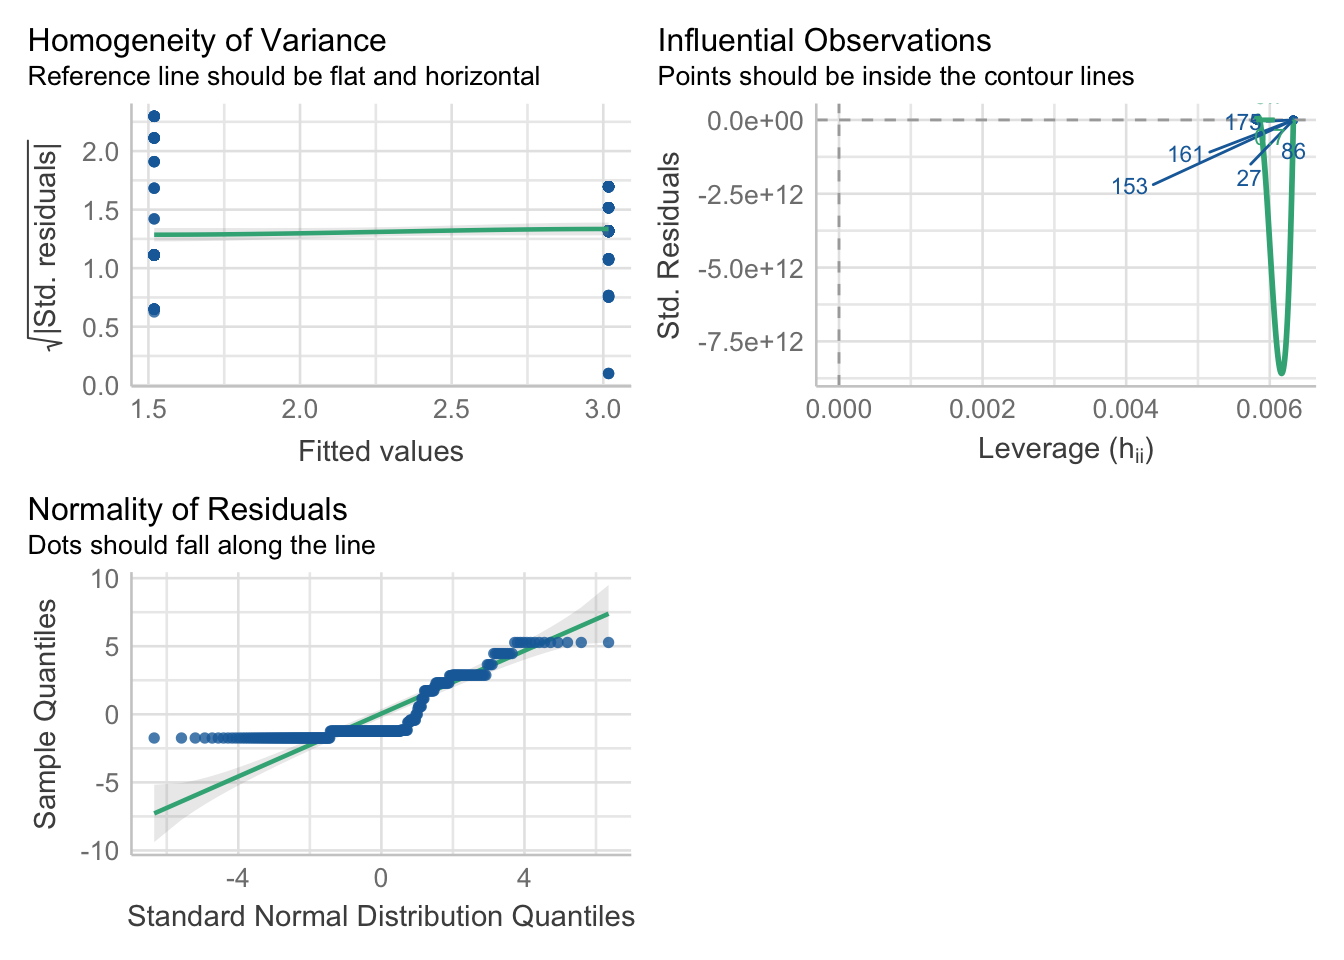 Homogeneity of Variance
Reference line should be flat and horizontal
√|Std. residuals|
2.0
1.5
1.0
0.5
0.0
1.5 2.0 2.5 3.0
Fitted values
Influential Observations
Points should be inside the contour lines
Std. Residuals
0.0e+00
-2.5e+12
-5.0e+12
-7.5e+12
175
161
86
27
153
0.000 0.002 0.004 0.006
Leverage (hii)
Normality of Residuals
Dots should fall along the line
Sample Quantiles
10
5
0
-5
-10
-4 0 4
Standard Normal Distribution Quantiles